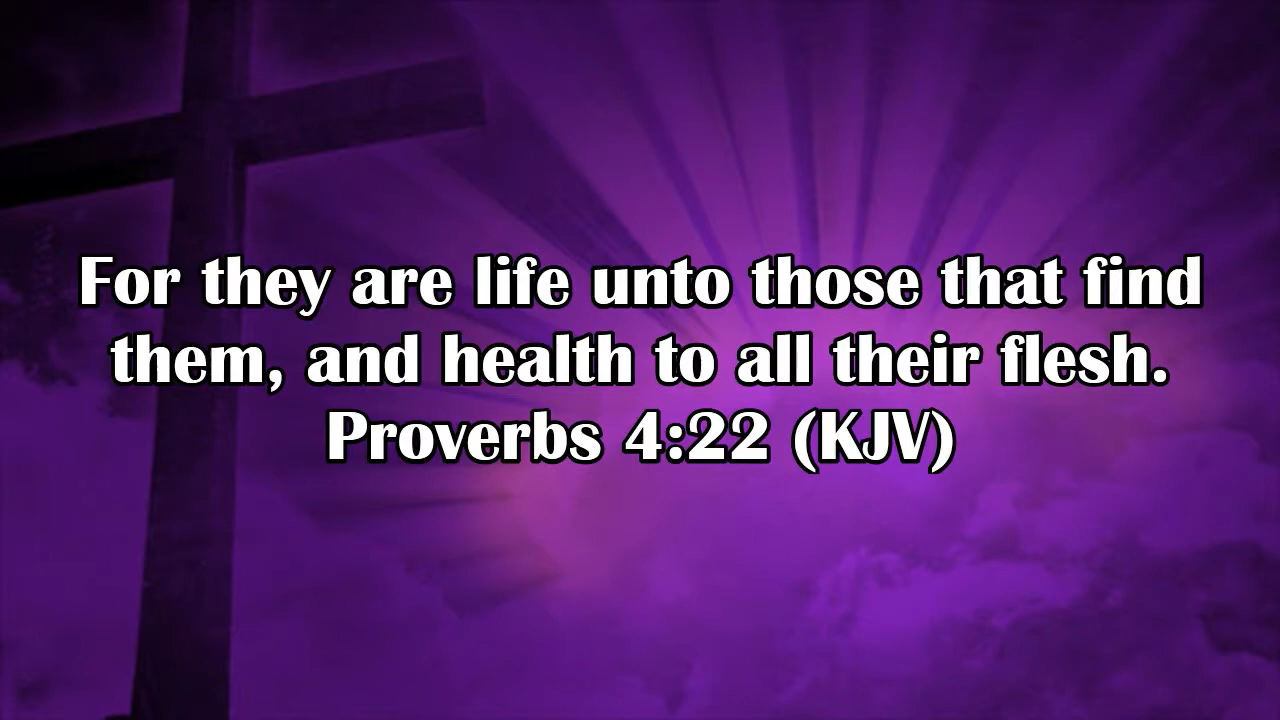 For they are life unto those that find
them, and health to all their flesh.
Proverbs 4:22 (KJV)